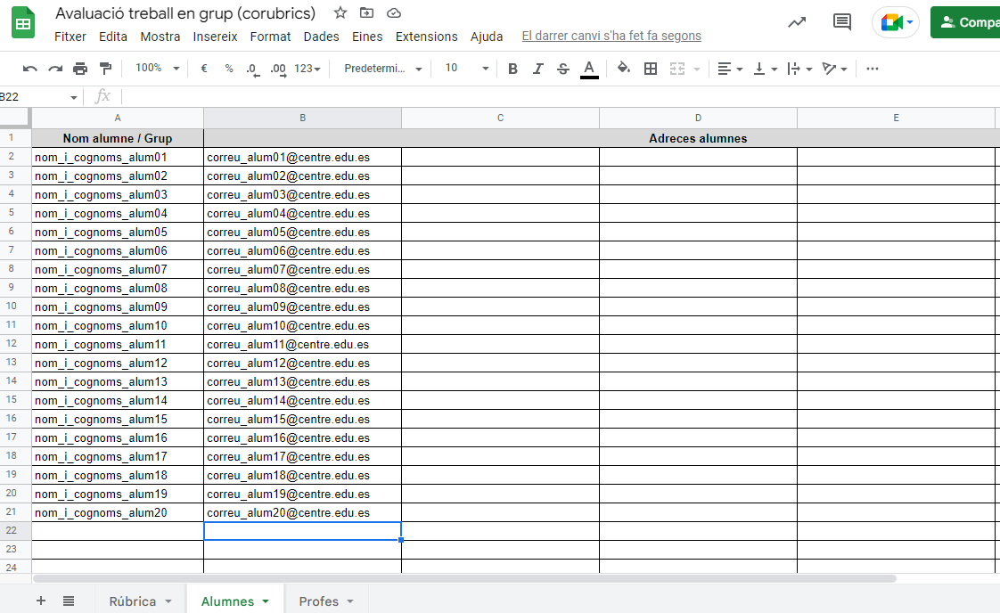 Avaluació treball en grup (corubrics)
Fitxer Edita Mostra Insereix Format Dades Eines Extensions Ajuda El darrer canvi s'ha fet fa segons
Compa
100% € % .0 .00 123 Predetermi... 10 B I S A
B22 fx
A B C D E
1 Nom alumne / Grup Adreces alumnes
2 nom_i_cognoms_alum01 correu_alum01@centre.edu.es
3 nom_i_cognoms_alum02 correu_alum02@centre.edu.es
4 nom_i_cognoms_alum03 correu_alum03@centre.edu.es
5 nom_i_cognoms_alum04 correu_alum04@centre.edu.es
6 nom_i_cognoms_alum05 correu_alum05@centre.edu.es
7 nom_i_cognoms_alum06 correu_alum06@centre.edu.es
8 nom_i_cognoms_alum07 correu_alum07@centre.edu.es
9 nom_i_cognoms_alum08 correu_alum08@centre.edu.es
10 nom_i_cognoms_alum09 correu_alum09@centre.edu.es
11 nom_i_cognoms_alum10 correu_alum10@centre.edu.es
12 nom_i_cognoms_alum11 correu_alum11@centre.edu.es
13 nom_i_cognoms_alum12 correu_alum12@centre.edu.es
14 nom_i_cognoms_alum13 correu_alum13@centre.edu.es
15 nom_i_cognoms_alum14 correu_alum14@centre.edu.es
16 nom_i_cognoms_alum15 correu_alum15@centre.edu.es
17 nom_i_cognoms_alum16 correu_alum16@centre.edu.es
18 nom_i_cognoms_alum17 correu_alum17@centre.edu.es
19 nom_i_cognoms_alum18 correu_alum18@centre.edu.es
20 nom_i_cognoms_alum19 correu_alum19@centre.edu.es
21 nom_i_cognoms_alum20 correu_alum20@centre.edu.es
22
23
24
Rúbrica Alumnes Profes